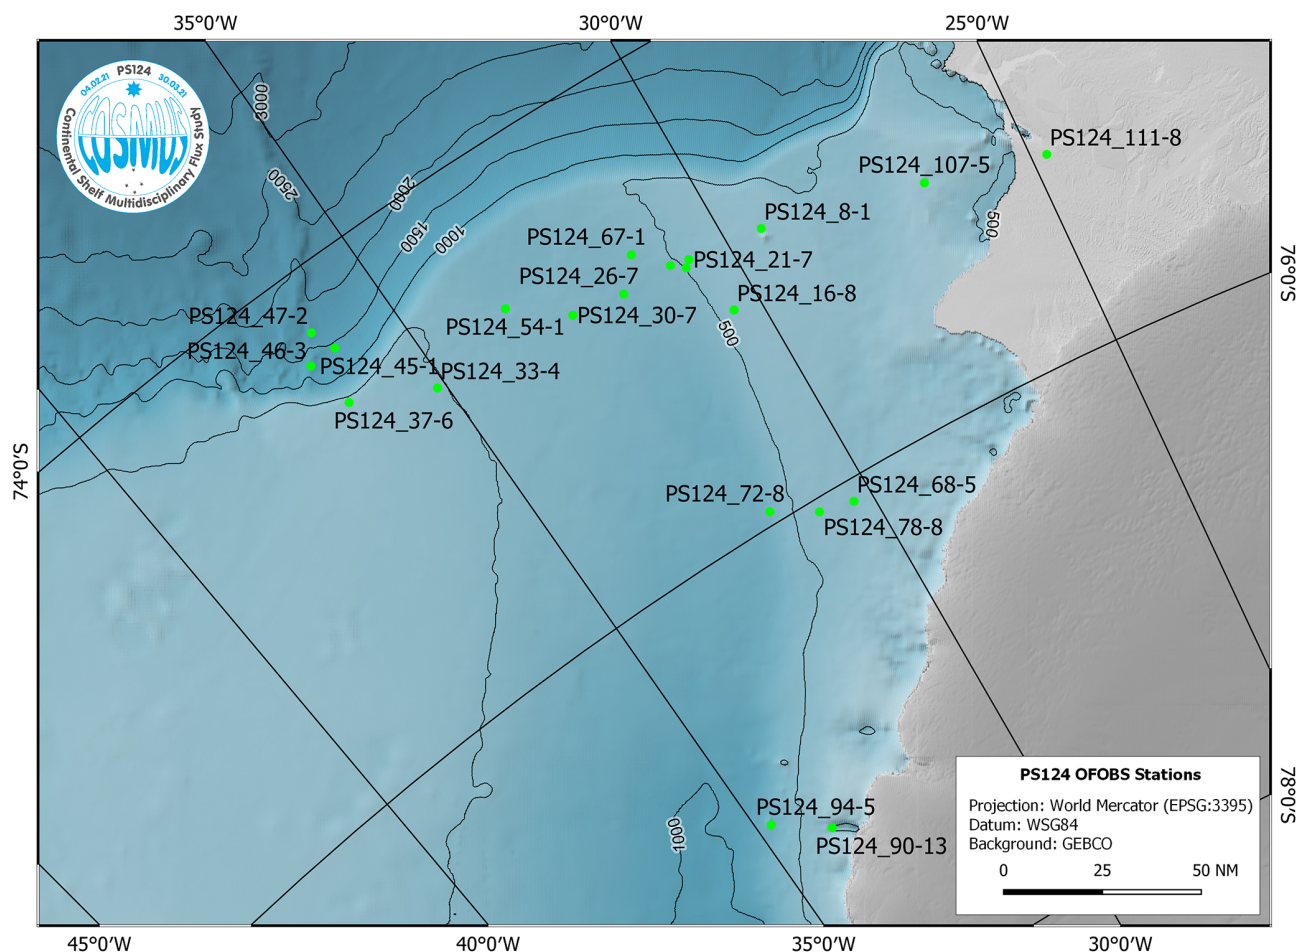 35°0'W
30°0'W
25°0'W
PS124
04.02.21
30.03.21
COSMUS
Continental Shelf Multidisciplinary Flux Study
3000
2500
2000
1500
1000
PS124_111-8
PS124_107-5
500
PS124_8-1
PS124_67-1
PS124_21-7
PS124_26-7
PS124_16-8
PS124_54-1
PS124_30-7
500
PS124_47-2
PS124_46-3
PS124_45-1
PS124_33-4
PS124_37-6
76°0'S
74°0'S
PS124_72-8
PS124_68-5
PS124_78-8
78°0'S
PS124_94-5
PS124_90-13
1000
PS124 OFOBS Stations
Projection: World Mercator (EPSG:3395)
Datum: WSG84
Background: GEBCO
0 25 50 NM
45°0'W
40°0'W
35°0'W
30°0'W